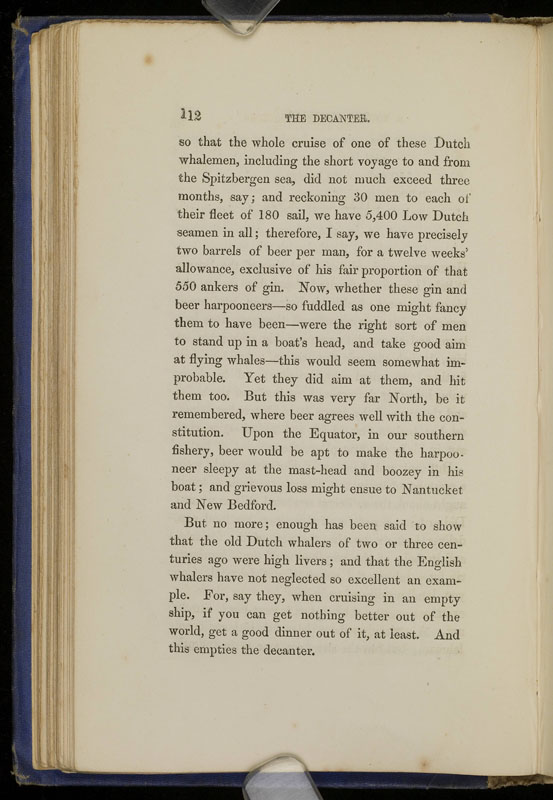 112 THE DECANTER.
so that the whole cruise of one of these Dutch
whalemen, including the short voyage to and from
the Spitzbergen sea, did not much exceed three
months, say; and reckoning 30 men to each of
their fleet of 180 sail, we have 5,400 Low Dutch
seamen in all; therefore, I say, we have precisely
two barrels of beer per man, for a twelve weeks'
allowance, exclusive of his fair proportion of that
550 ankers of gin. Now, whether these gin and
beer harpooneers—so fuddled as one might fancy
them to have been—were the right sort of men
to stand up in a boat's head, and take good aim
at flying whales—this would seem somewhat im-
probable. Yet they did aim at them, and hit
them too. But this was very far North, be it
remembered, where beer agrees well with the con-
stitution. Upon the Equator, in our southern
fishery, beer would be apt to make the harpoo-
neer sleepy at the mast-head and boozey in his
boat; and grievous loss might ensue to Nantucket
and New Bedford.
But no more; enough has been said to show
that the old Dutch whalers of two or three cen-
turies ago were high livers; and that the English
whalers have not neglected so excellent an exam-
ple. For, say they, when cruising in an empty
ship, if you can get nothing better out of the
world, get a good dinner out of it, at least. And
this empties the decanter.